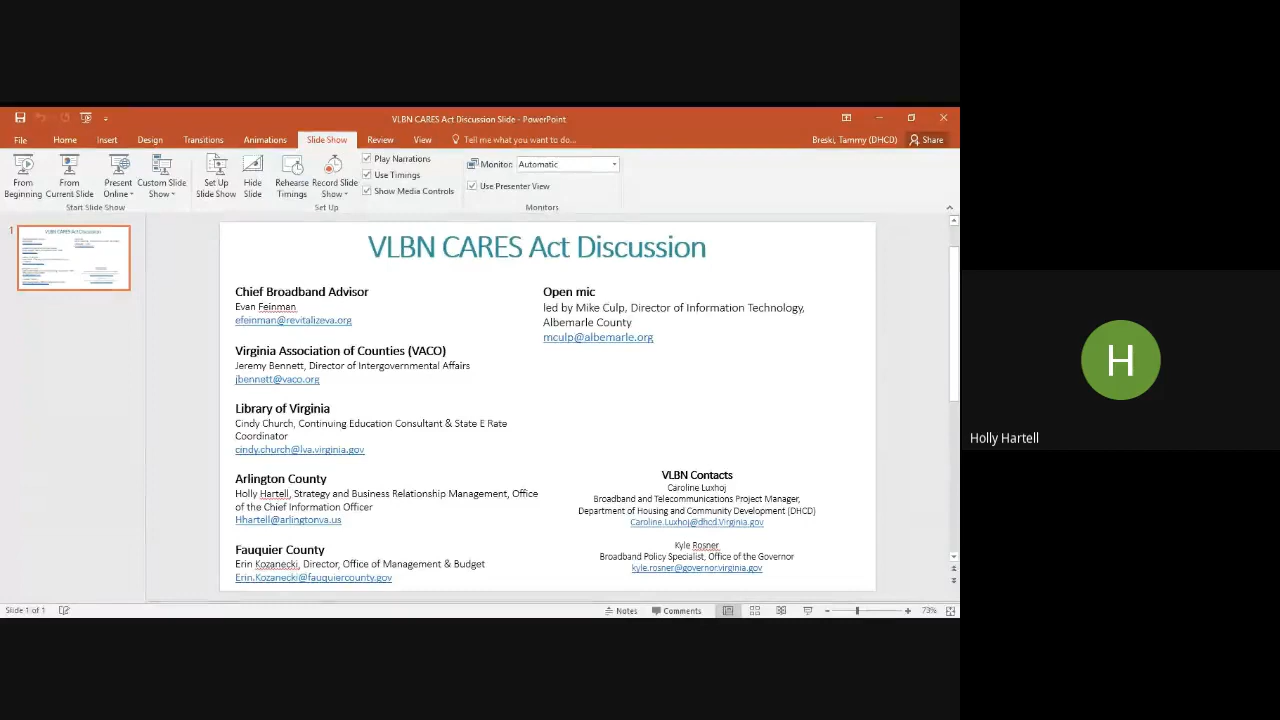 VLBN CARES Act Discussion Slide - PowerPoint
File
Home
Insert
Design
Transitions
Animations
Slide Show
Review
View
Tell me what you want to do...
Breski, Tammy (DHCD)
Share
From Beginning
From Current Slide
Present Online
Custom Slide Show
Start Slide Show
Set Up Slide Show
Hide Slide
Rehearse Timings
Record Slide Show
Play Narrations
Use Timings
Show Media Controls
Set Up
Monitor:
Automatic
Use Presenter View
Monitors
1
VLBN CARES Act Discussion
VLBN CARES Act Discussion
Chief Broadband Advisor
Evan Feinman
efeinman@revitalizeva.org
Virginia Association of Counties (VACO)
Jeremy Bennett, Director of Intergovernmental Affairs
jbennett@vaco.org
Library of Virginia
Cindy Church, Continuing Education Consultant & State E Rate
Coordinator
cindy.church@lva.virginia.gov
Arlington County
Holly Hartell, Strategy and Business Relationship Management, Office
of the Chief Information Officer
Hhartell@arlingtonva.us
Fauquier County
Erin Kozanecki, Director, Office of Management & Budget
Erin.Kozanecki@fauquiercounty.gov
Open mic
led by Mike Culp, Director of Information Technology,
Albemarle County
mculp@albemarle.org
VLBN Contacts
Caroline Luxhoj
Broadband and Telecommunications Project Manager,
Department of Housing and Community Development (DHCD)
Caroline.Luxhoj@dhcd.Virginia.gov
Kyle Rosner
Broadband Policy Specialist, Office of the Governor
kyle.rosner@governor.virginia.gov
Slide 1 of 1
Notes
Comments
73%
H
Holly Hartell